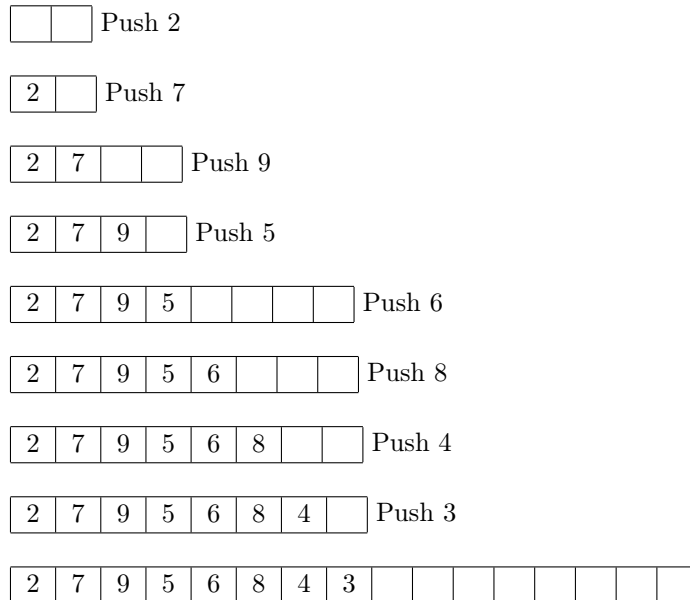 Push 2
2 Push 7
2 7 Push 9
2 7 9 Push 5
2 7 9 5 Push 6
2 7 9 5 6 Push 8
2 7 9 5 6 8 Push 4
2 7 9 5 6 8 4 Push 3
2 7 9 5 6 8 4 3